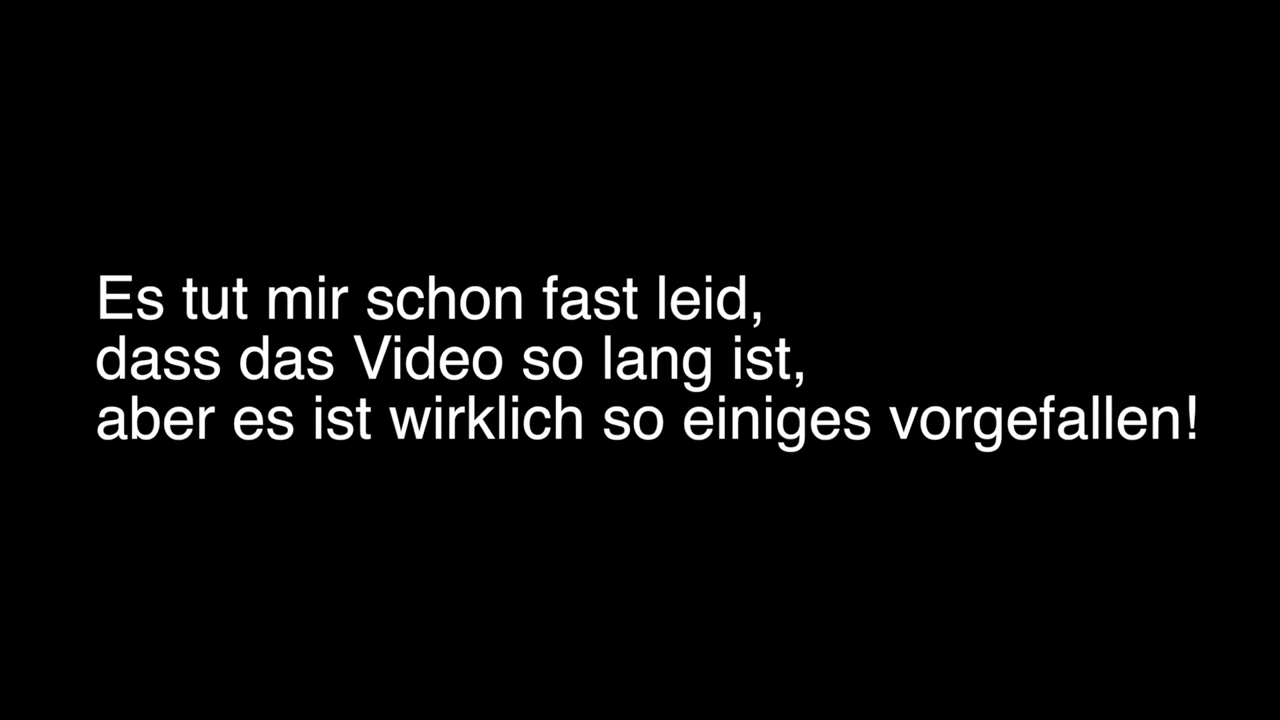 Es tut mir schon fast leid,
dass das Video so lang ist,
aber es ist wirklich so einiges vorgefallen!